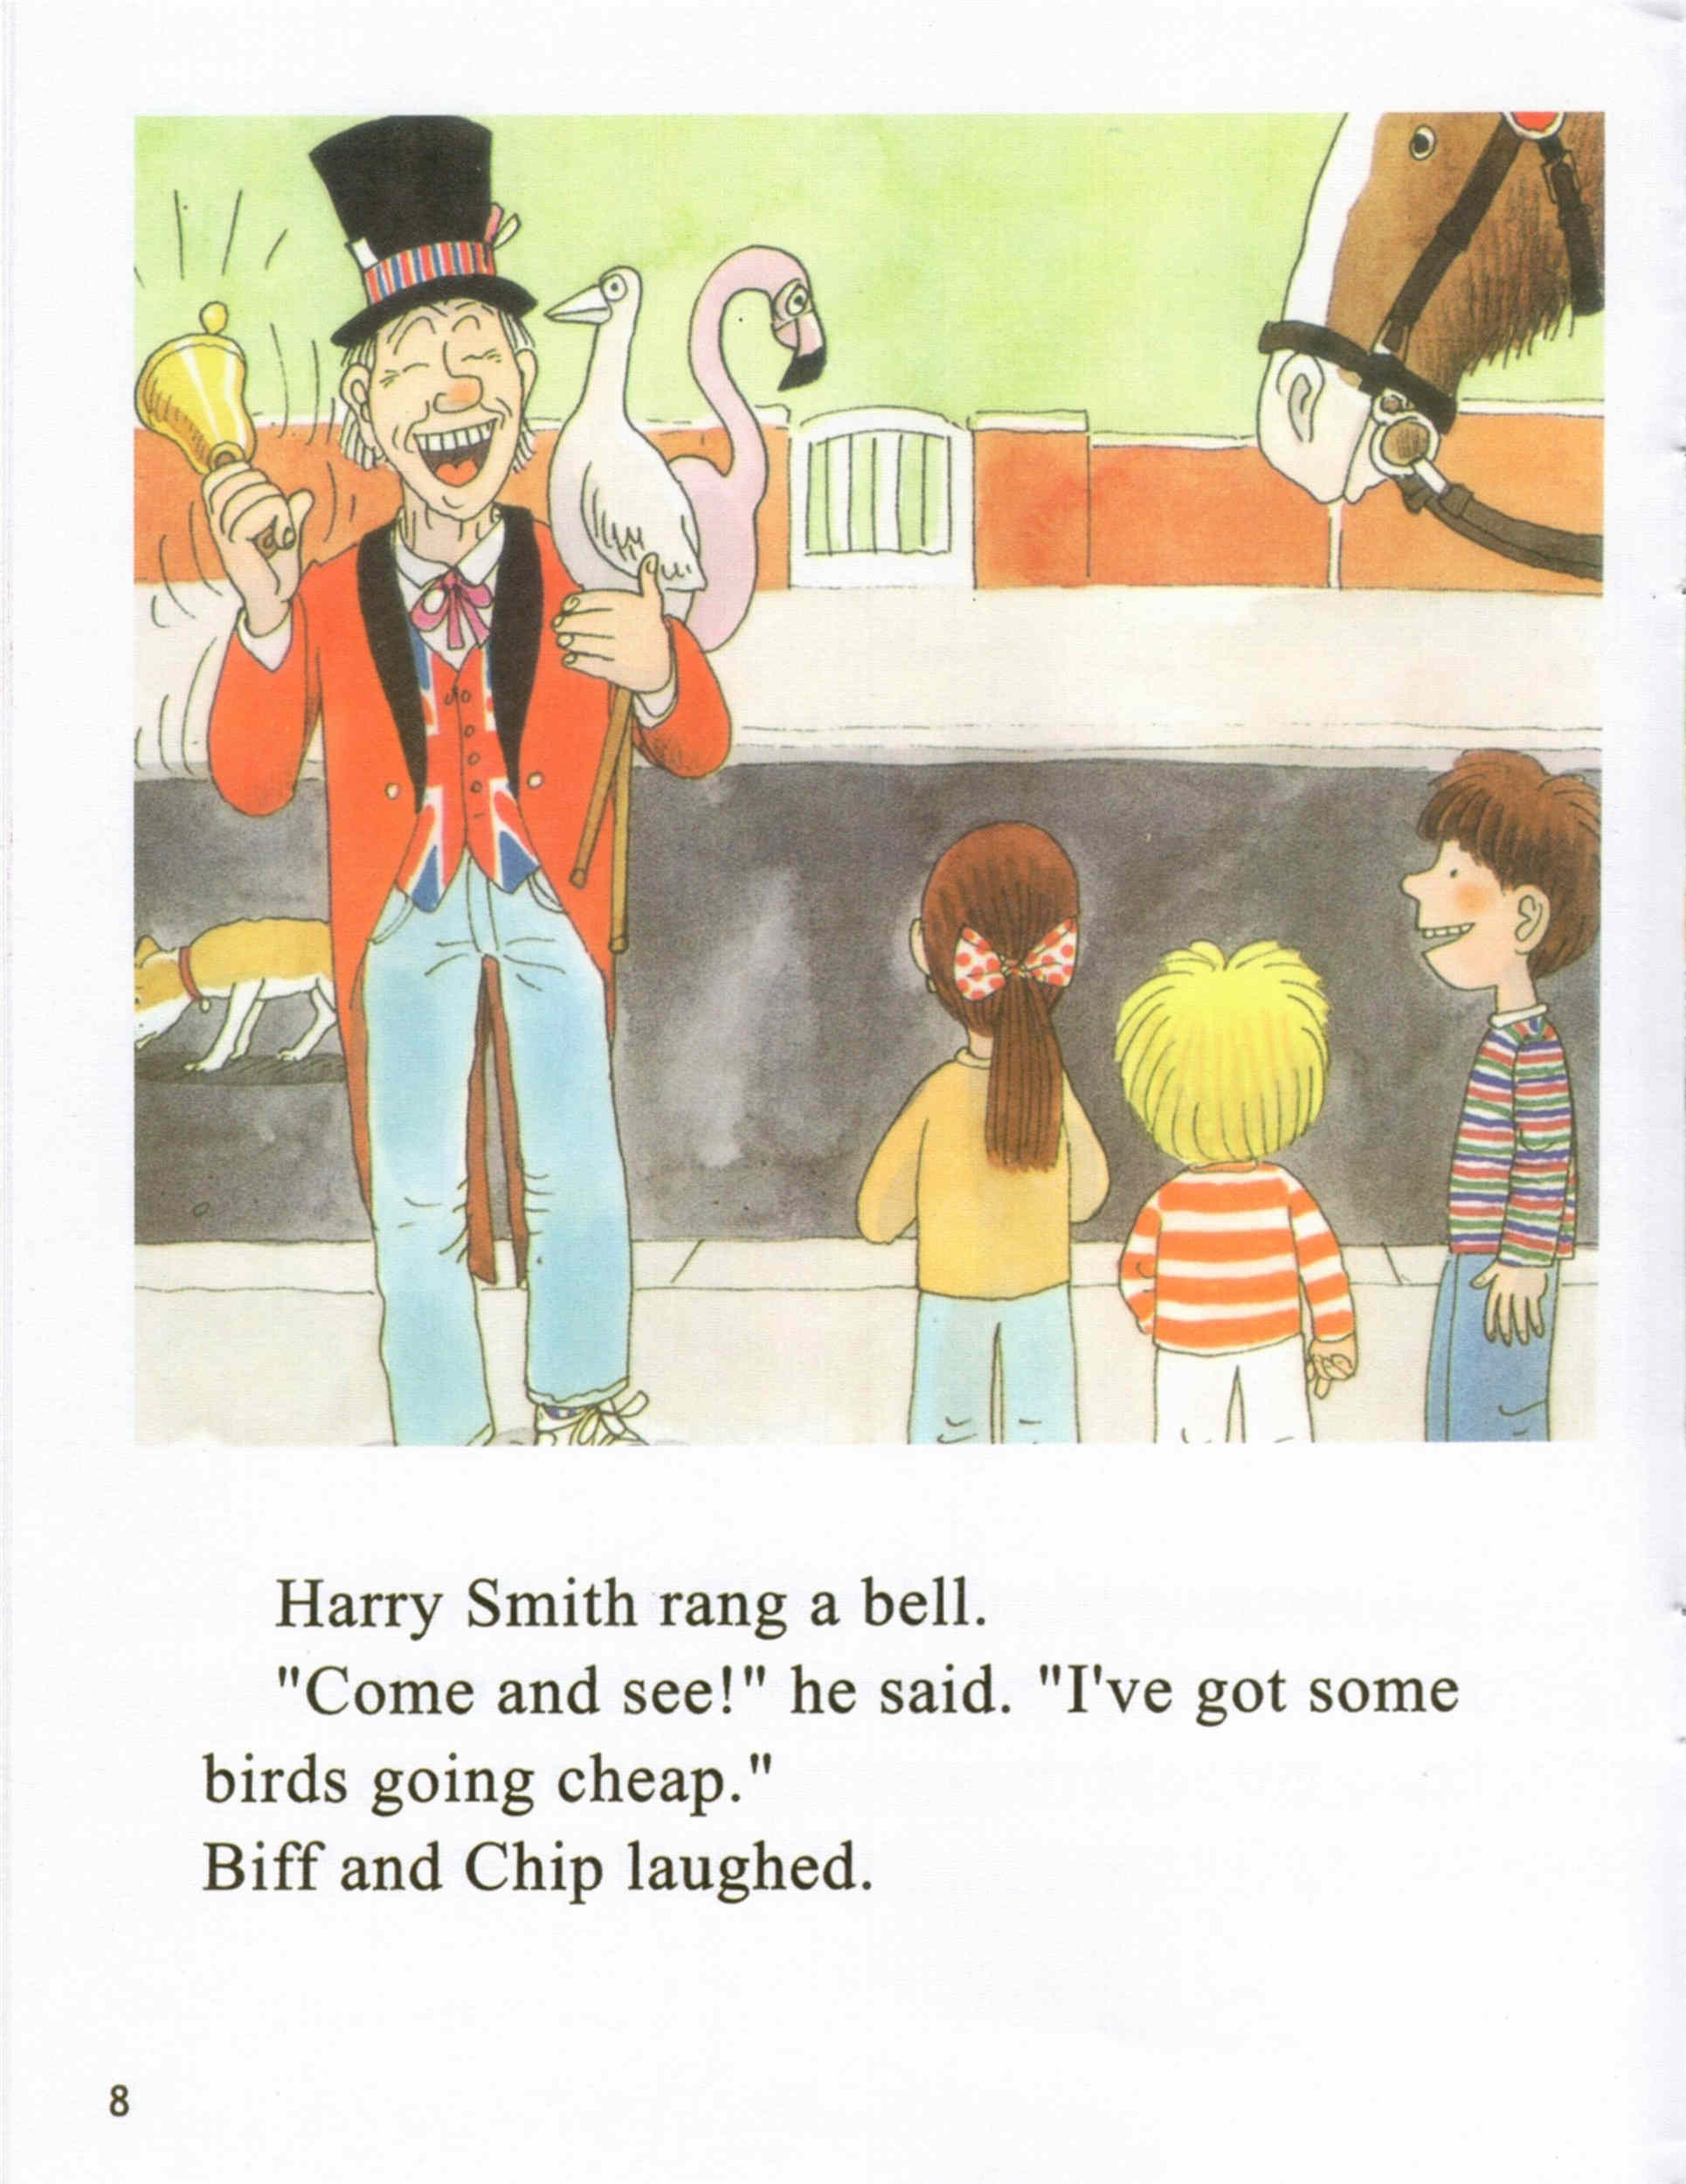 Harry Smith rang a bell.
"Come and see!" he said. "I've got some
birds going cheap."
Biff and Chip laughed.
8